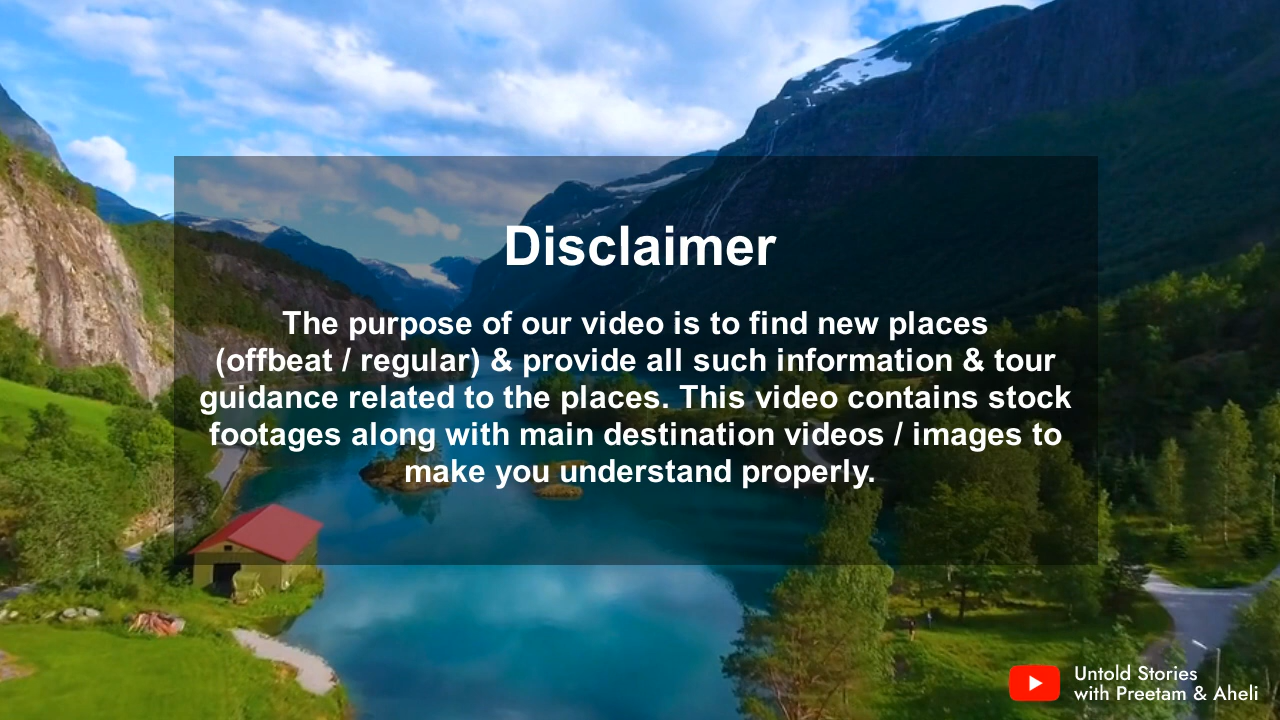 Disclaimer
The purpose of our video is to find new places
(offbeat / regular) & provide all such information & tour
guidance related to the places. This video contains stock
footages along with main destination videos / images to
make you understand properly.
Untold Stories
with Preetam & Aheli